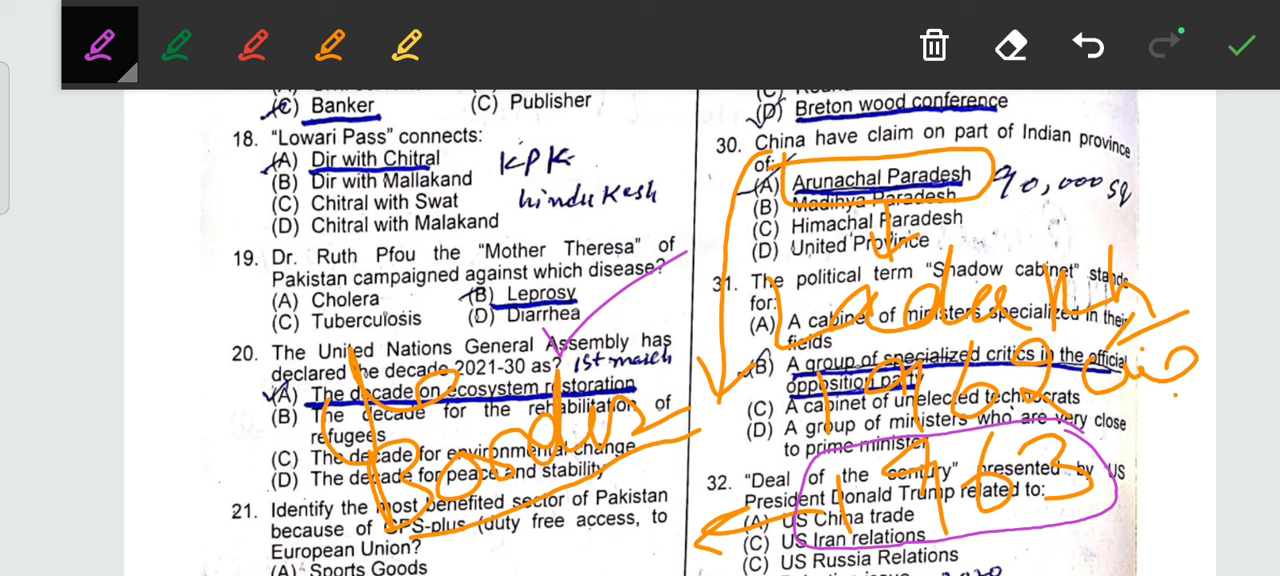 (C) Banker
(C) Publisher
18. "Lowari Pass" connects:
(A) Dir with Chitral
(B) Dir with Mallakand
(C) Chitral with Swat
(D) Chitral with Malakand
KPK
hindu Kush
19. Dr. Ruth Pfou the "Mother Theresa" of
Pakistan campaigned against which disease?
(A) Cholera
(B) Leprosy
(C) Tuberculosis
(D) Diarrhea
20. The United Nations General Assembly has
declared the decade 2021-30 as?
1st march
(A) The decade on ecosystem restoration
(B) The decade for the rehabilitation of
refugees
(C) The decade for environmental change
(D) The decade for peace and stability
21. Identify the most benefited sector of Pakistan
because of GPS-plus (duty free access, to
European Union?
(A) Sports Goods
(D) Breton wood conference
30. China have claim on part of Indian province
of:
(A) Arunachal Paradesh
(B) Madihya Paradesh
(C) Himachal Paradesh
(D) United Province
90,000 sq
31. The political term "Shadow cabinet" stands
for:
(A) A cabinet of ministers specialized in their
fields
(B) A group of specialized critics in the official
opposition party
(C) A cabinet of unelected technocrats
(D) A group of ministers who are very close
to prime minister
32. "Deal of the century" presented by US
President Donald Trump related to:
(A) US China trade
(C) US Iran relations
(C) US Russia Relations
1962
1963